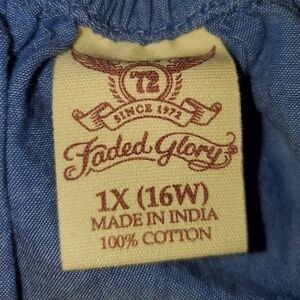 72
SINCE 1972
Faded Glory
1X (16W)
MADE IN INDIA
100% COTTON